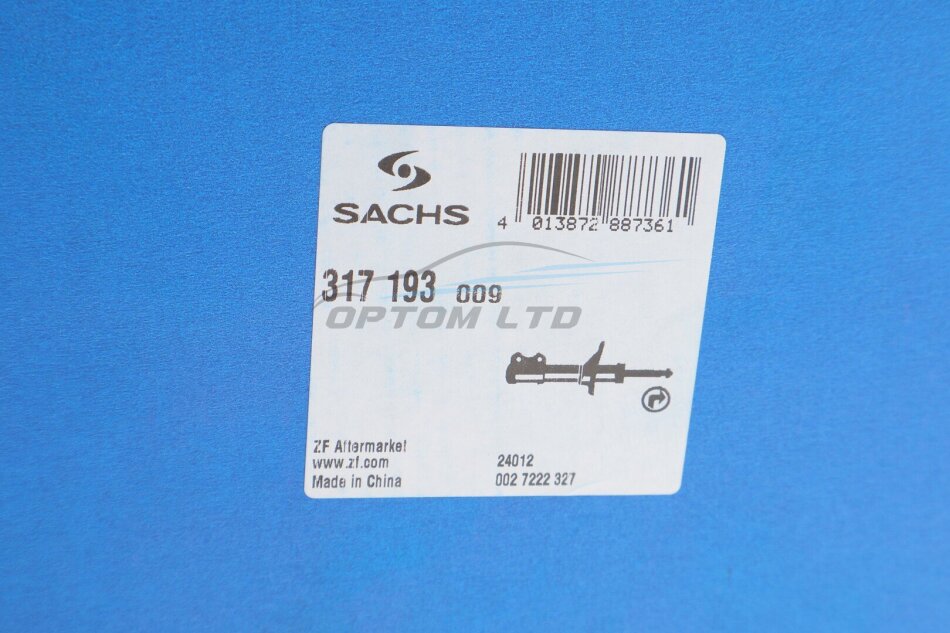 SACHS
4 013872 887361
317 193 009
OPTOM LTD
ZF Aftermarket
www.zf.com
Made in China
24012
002 7222 327